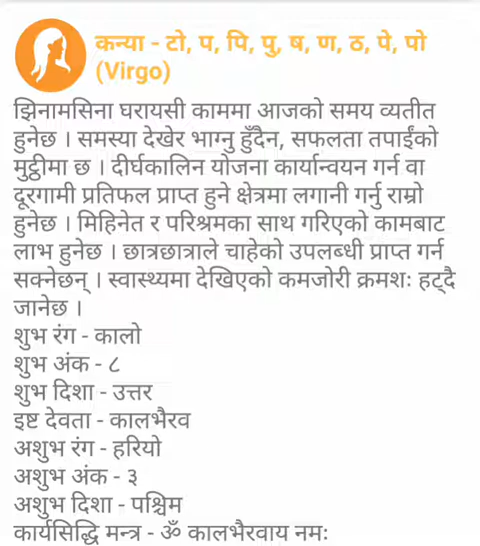 कन्या - टो, प, पि, पु, ष, ण, ठ, पे, पो
(Virgo)
झिनामसिना घरायसी काममा आजको समय व्यतीत
हुनेछ । समस्या देखेर भाग्नु हुँदैन, सफलता तपाईंको
मुट्ठीमा छ । दीर्घकालिन योजना कार्यान्वयन गर्न वा
दूरगामी प्रतिफल प्राप्त हुने क्षेत्रमा लगानी गर्नु राम्रो
हुनेछ । मिहिनेत र परिश्रमका साथ गरिएको कामबाट
लाभ हुनेछ । छात्रछात्राले चाहेको उपलब्धी प्राप्त गर्न
सक्नेछन् । स्वास्थ्यमा देखिएको कमजोरी क्रमशः हट्दै
जानेछ ।
शुभ रंग - कालो
शुभ अंक - ८
शुभ दिशा - उत्तर
इष्ट देवता - कालभैरव
अशुभ रंग - हरियो
अशुभ अंक - ३
अशुभ दिशा - पश्चिम
कार्यसिद्धि मन्त्र - ॐ कालभैरवाय नमः